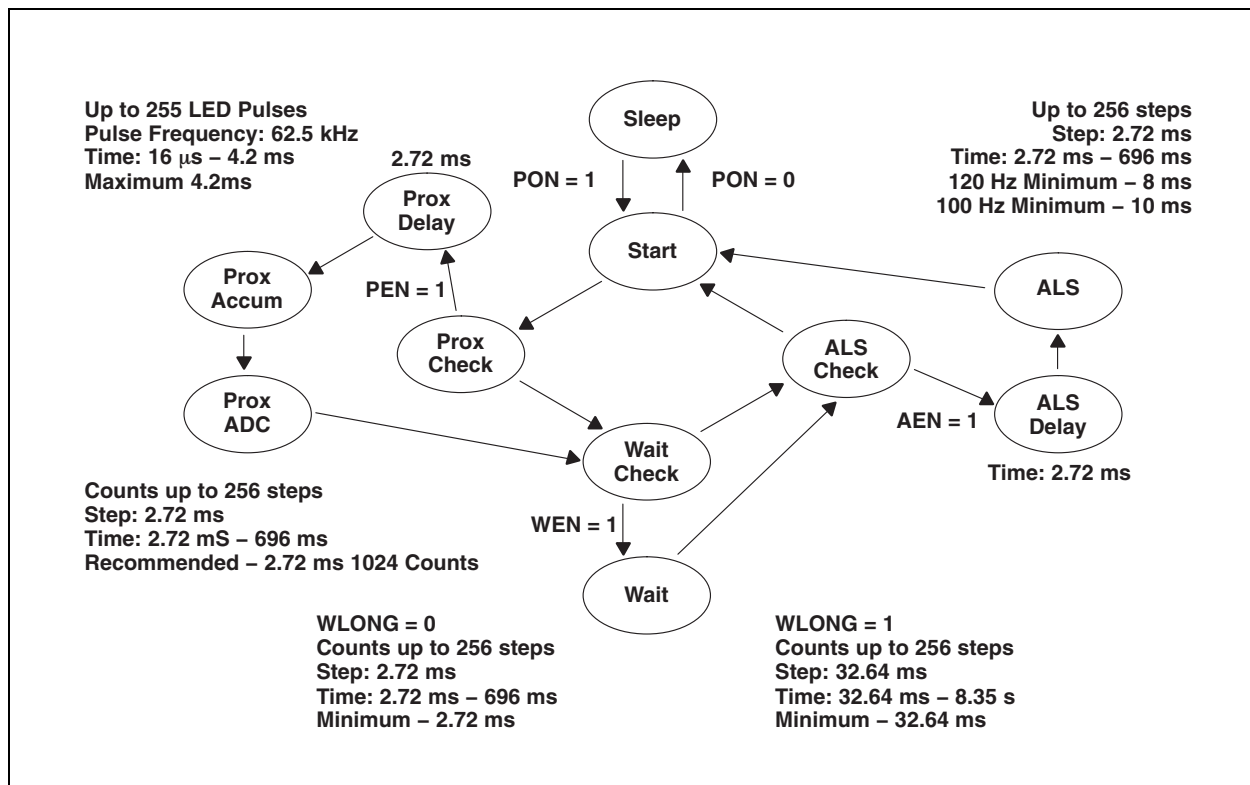 Up to 255 LED Pulses
Pulse Frequency: 62.5 kHz
Time: 16 μs – 4.2 ms
Maximum 4.2ms
2.72 ms
Prox
Delay
Sleep
PON = 1
PON = 0
Up to 256 steps
Step: 2.72 ms
Time: 2.72 ms – 696 ms
120 Hz Minimum – 8 ms
100 Hz Minimum – 10 ms
Start
Prox
Accum
PEN = 1
Prox
Check
ALS
ALS
Check
Prox
ADC
AEN = 1
ALS
Delay
Time: 2.72 ms
Wait
Check
Counts up to 256 steps
Step: 2.72 ms
Time: 2.72 mS – 696 ms
Recommended – 2.72 ms 1024 Counts
WEN = 1
Wait
WLONG = 0
Counts up to 256 steps
Step: 2.72 ms
Time: 2.72 ms – 696 ms
Minimum – 2.72 ms
WLONG = 1
Counts up to 256 steps
Step: 32.64 ms
Time: 32.64 ms – 8.35 s
Minimum – 32.64 ms